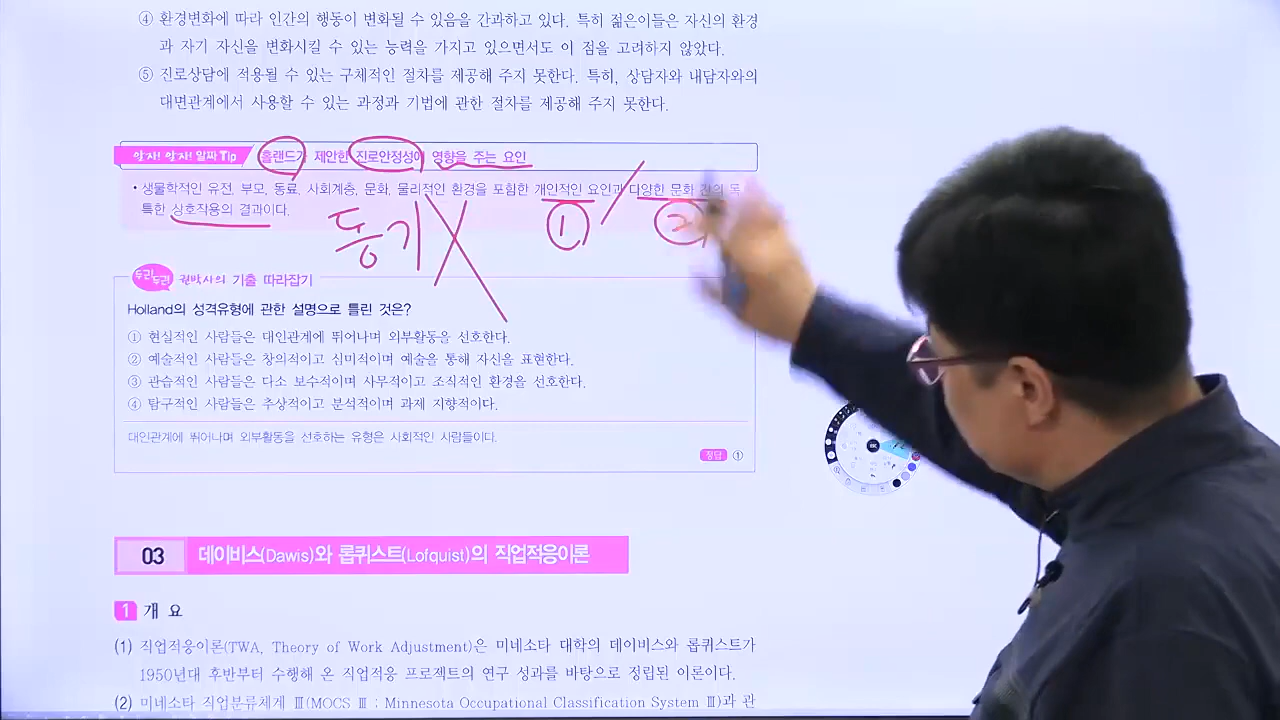 ④ 환경변화에 따라 인간의 행동이 변화될 수 있음을 간과하고 있다. 특히 젊은이들은 자신의 환경
과 자기 자신을 변화시킬 수 있는 능력을 가지고 있으면서도 이 점을 고려하지 않았다.
⑤ 진로상담에 적용될 수 있는 구체적인 절차를 제공해 주지 못한다. 특히, 상담자와 내담자와의
대면관계에서 사용할 수 있는 과정과 기법에 관한 절차를 제공해 주지 못한다.
알짜 Tip 홀랜드가 제안한 진로안정성에 영향을 주는 요인
• 생물학적인 유전, 부모, 동료, 사회계층, 문화, 물리적인 환경을 포함한 개인적인 요인과 다양한 문화 간의 독
특한 상호작용의 결과이다.
동기 ① ②
기출 따라잡기
Holland의 성격유형에 관한 설명으로 틀린 것은?
① 현실적인 사람들은 대인관계에 뛰어나며 외부활동을 선호한다.
② 예술적인 사람들은 창의적이고 심미적이며 예술을 통해 자신을 표현한다.
③ 관습적인 사람들은 다소 보수적이며 사무적이고 조직적인 환경을 선호한다.
④ 탐구적인 사람들은 추상적이고 분석적이며 과제 지향적이다.
대인관계에 뛰어나며 외부활동을 선호하는 유형은 사회적인 사람들이다.
정답 ①
03 데이비스(Dawis)와 롭퀴스트(Lofquist)의 직업적응이론
1 개 요
(1) 직업적응이론(TWA, Theory of Work Adjustment)은 미네소타 대학의 데이비스와 롭퀴스트가
1950년대 후반부터 수행해 온 직업적응 프로젝트의 연구 성과를 바탕으로 정립된 이론이다.
(2) 미네소타 직업분류체계 Ⅲ : Minnesota Occupational Classification System Ⅲ)과 관